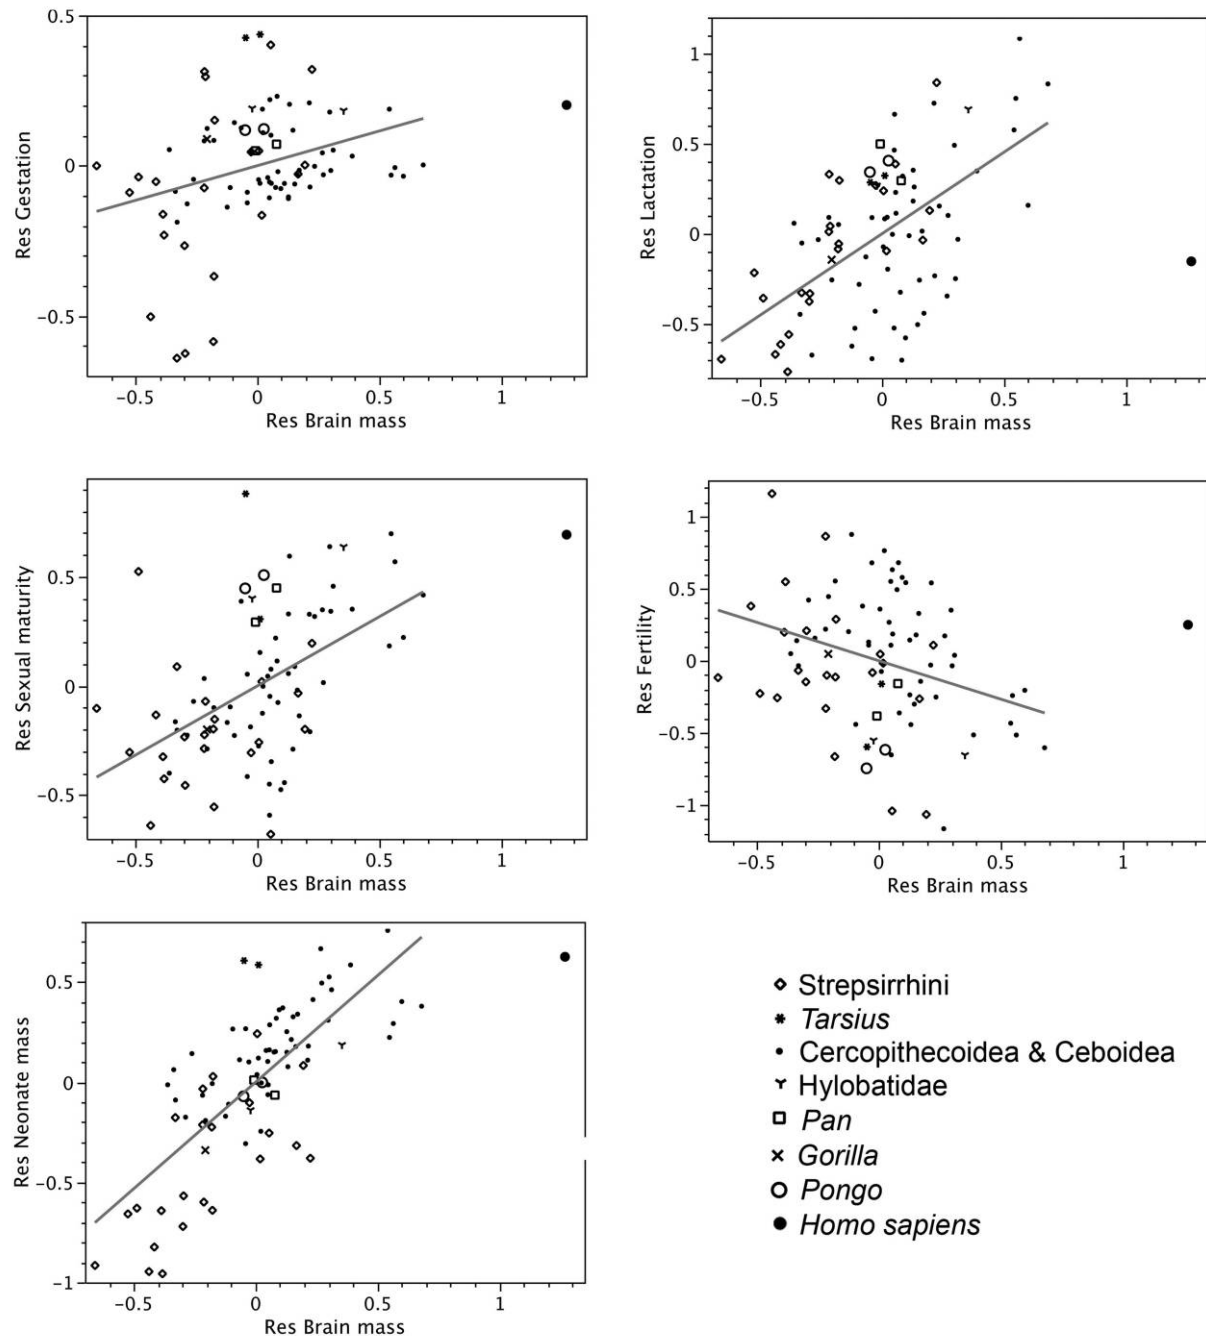 0.5
0
−0.5
Res Gestation
−0.5
0
0.5
1
Res Brain mass
1
0.5
0
−0.5
Res Lactation
−0.5
0
0.5
1
Res Brain mass
0.5
0
−0.5
Res Sexual maturity
−0.5
0
0.5
1
Res Brain mass
1
0.5
0
−0.5
−1
Res Fertility
−0.5
0
0.5
1
Res Brain mass
0.5
0
−0.5
−1
Res Neonate mass
−0.5
0
0.5
1
Res Brain mass
Strepsirrhini
Tarsius
Cercopithecoidea & Ceboidea
Hylobatidae
Pan
Gorilla
Pongo
Homo sapiens